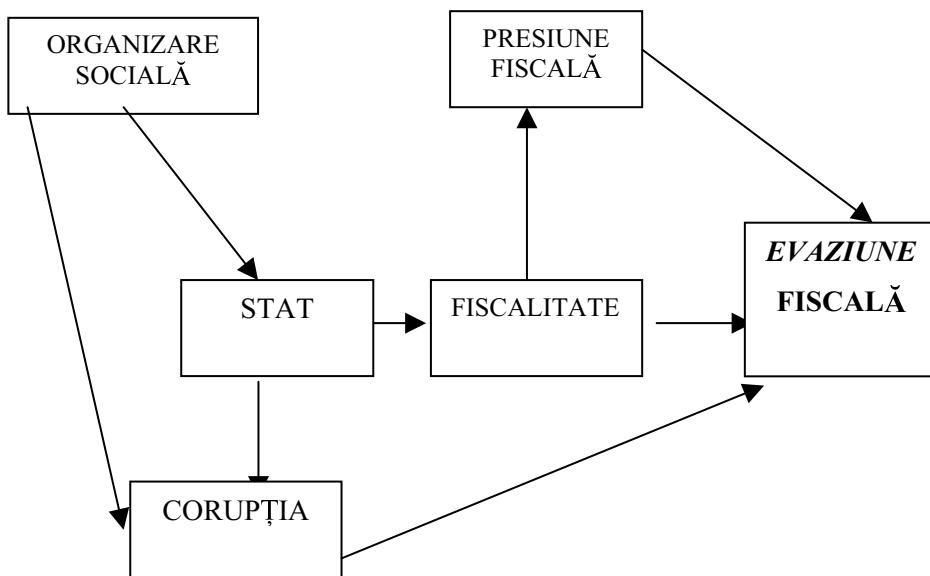 ORGANIZARE
SOCIALĂ
PRESIUNE
FISCALĂ
EVAZIUNE
FISCALĂ
STAT
FISCALITATE
CORUPȚIA